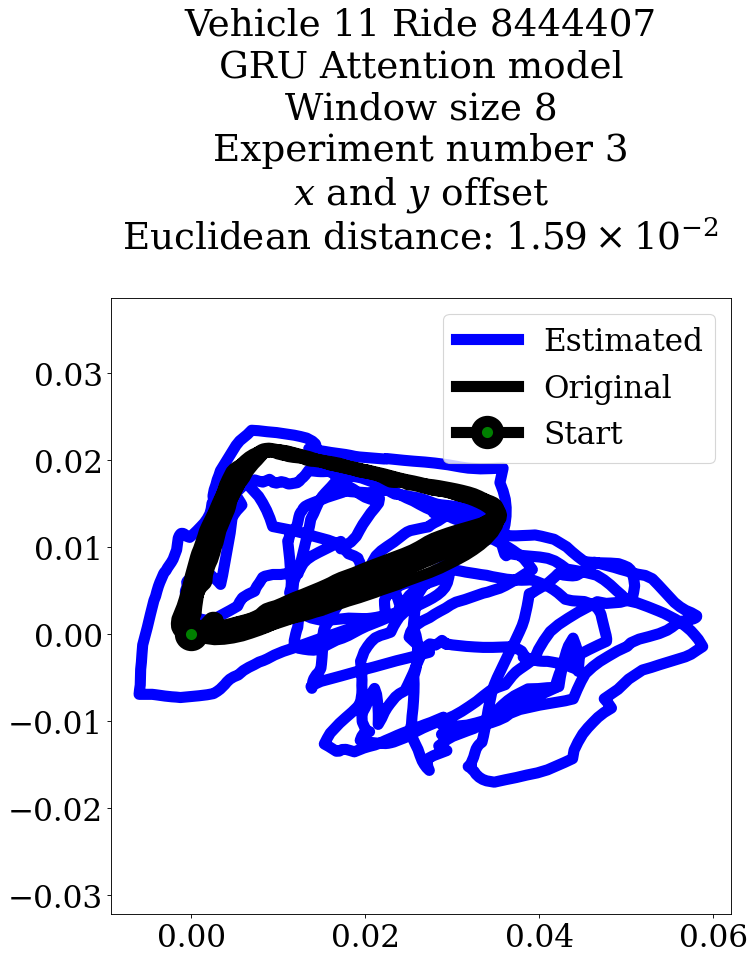 Vehicle 11 Ride 8444407
GRU Attention model
Window size 8
Experiment number 3
x and y offset
Euclidean distance: 1.59 × 10⁻²
Estimated
Original
Start
0.03
0.02
0.01
0.00
−0.01
−0.02
−0.03
0.00 0.02 0.04 0.06